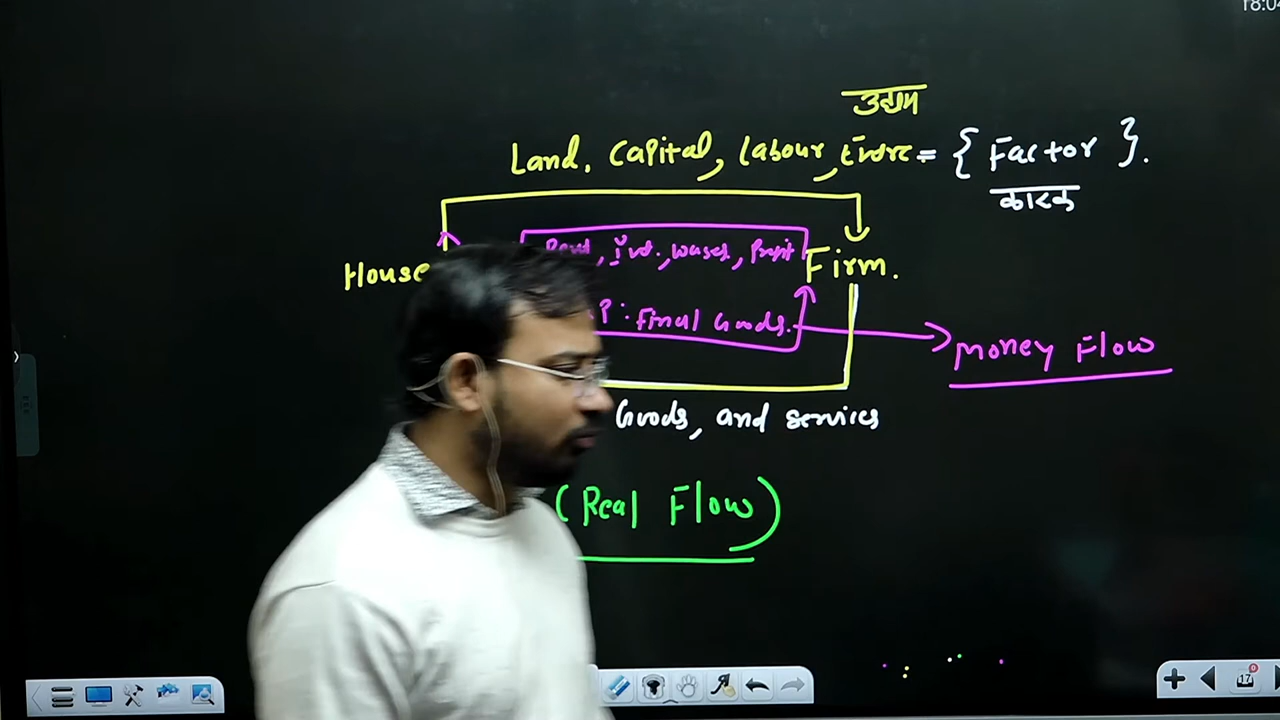 उद्यम
Land, Capital, Labour, = { Factor }.
कारक
Int., Wages, Profit
House Firm.
P: Final Goods.
Money Flow
Goods, and services
(Real Flow)
17